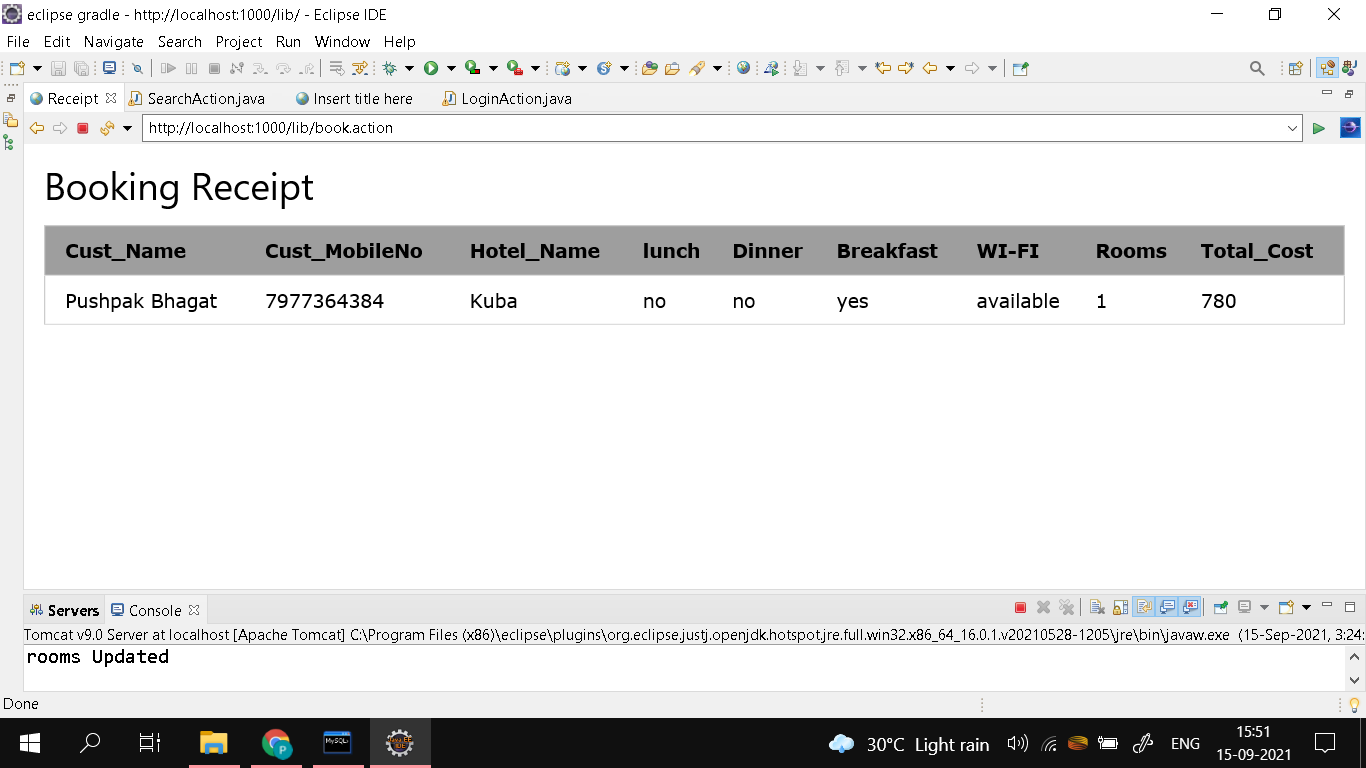 eclipse gradle - http://localhost:1000/lib/ - Eclipse IDE
File Edit Navigate Search Project Run Window Help
Receipt SearchAction.java Insert title here LoginAction.java
http://localhost:1000/lib/book.action
Booking Receipt
Cust_Name Cust_MobileNo Hotel_Name lunch Dinner Breakfast WI-FI Rooms Total_Cost
Pushpak Bhagat 7977364384 Kuba no no yes available 1 780
Servers Console
Tomcat v9.0 Server at localhost [Apache Tomcat] C:\Program Files (x86)\eclipse\plugins\org.eclipse.justj.openjdk.hotspot.jre.full.win32.x86_64_16.0.1.v20210528-1205\jre\bin\javaw.exe (15-Sep-2021, 3:24:
rooms Updated
Done
MySQL
P
Java EE
IDE
30°C Light rain
ENG
15:51
15-09-2021